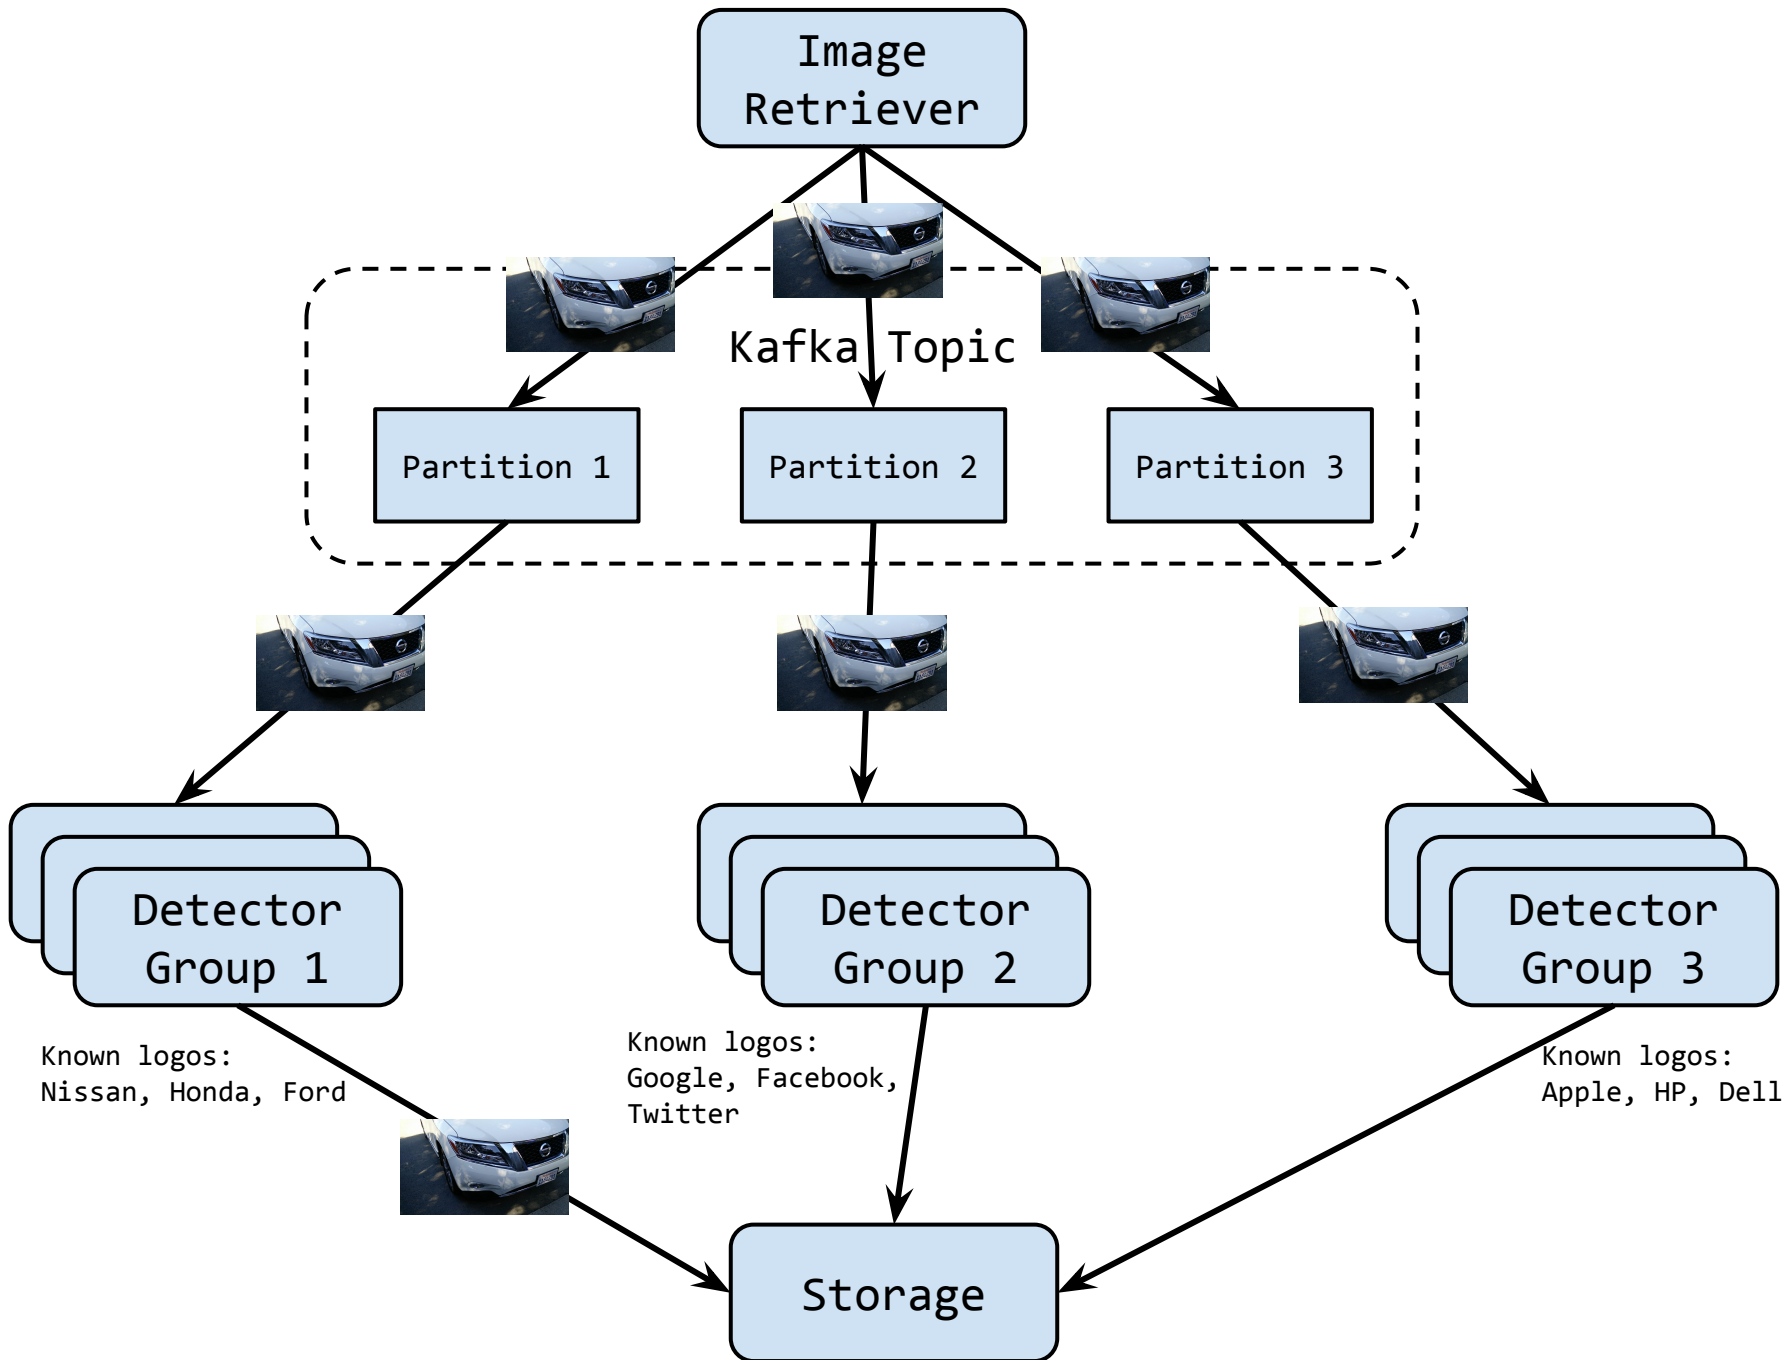 Image
Retriever
Kafka Topic
Partition 1
Partition 2
Partition 3
Detector
Group 1
Detector
Group 2
Detector
Group 3
Known logos:
Nissan, Honda, Ford
Known logos:
Google, Facebook,
Twitter
Known logos:
Apple, HP, Dell
Storage